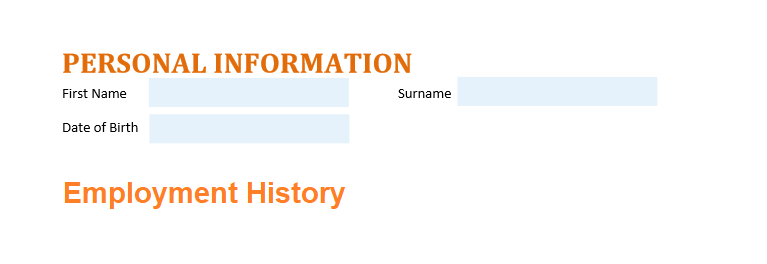 PERSONAL INFORMATION
First Name Surname
Date of Birth
Employment History